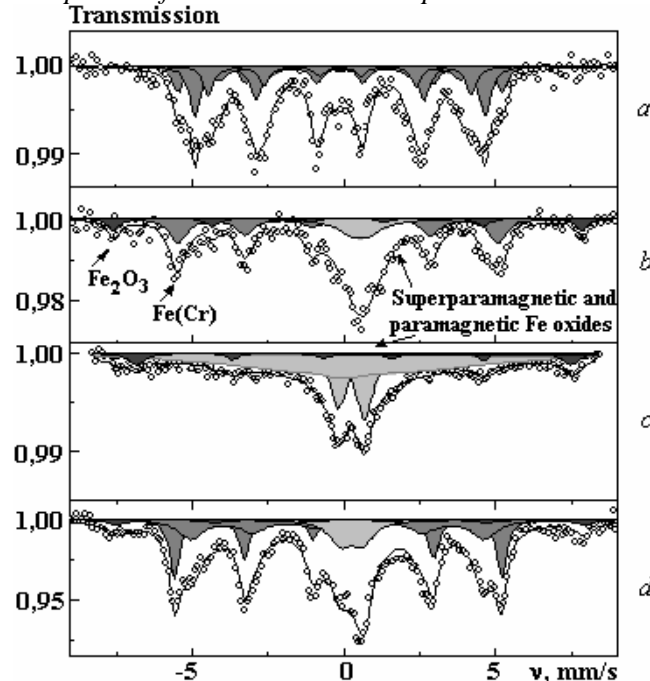 Transmission
1,00
a
0,99
1,00
b
Fe₂O₃
Fe(Cr)
Superparamagnetic and
paramagnetic Fe oxides
0,98
1,00
c
0,99
1,00
0,95
d
-5
0
5
ν, mm/s